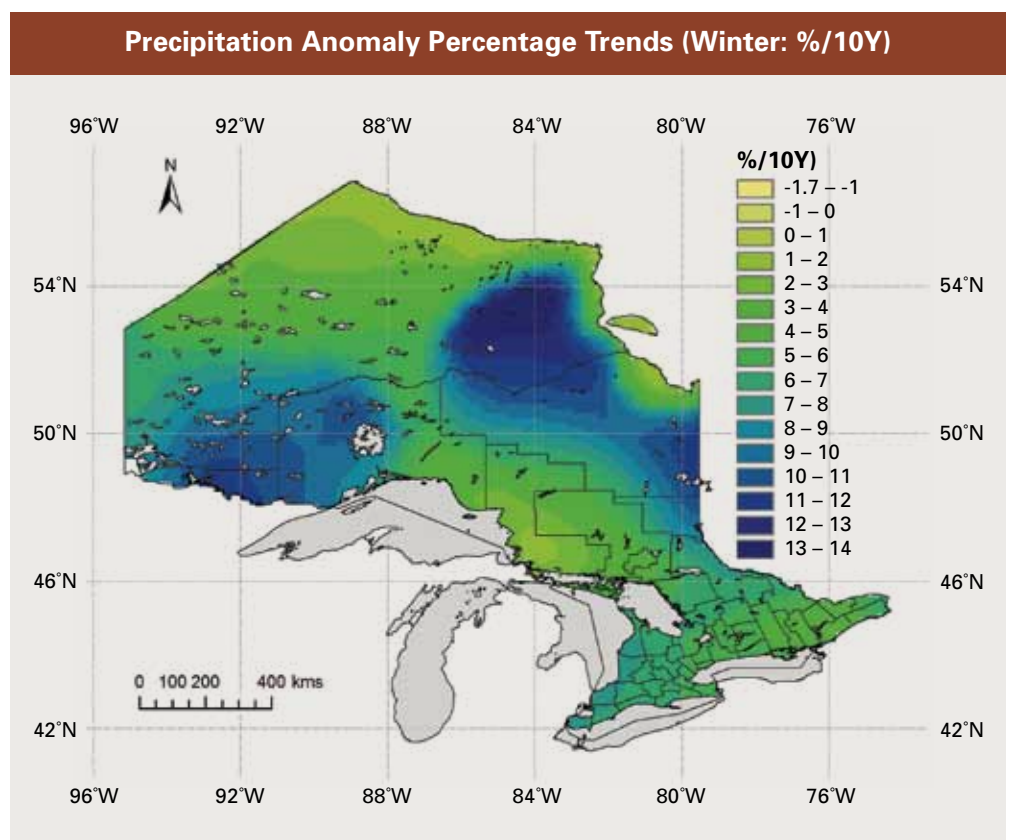 Precipitation Anomaly Percentage Trends (Winter: %/10Y)
96°W 92°W 88°W 84°W 80°W 76°W
N
%/10Y)
-1.7 – -1
-1 – 0
0 – 1
1 – 2
2 – 3
3 – 4
4 – 5
5 – 6
6 – 7
7 – 8
8 – 9
9 – 10
10 – 11
11 – 12
12 – 13
13 – 14
54°N 54°N
50°N 50°N
46°N 46°N
0 100 200 400 kms
42°N 42°N
96°W 92°W 88°W 84°W 80°W 76°W